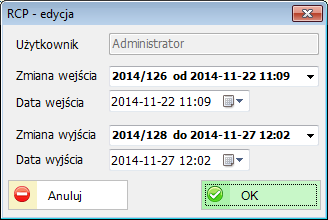 RCP - edycja
Użytkownik Administrator
Zmiana wejścia 2014/126 od 2014-11-22 11:09
Data wejścia 2014-11-22 11:09
Zmiana wyjścia 2014/128 do 2014-11-27 12:02
Data wyjścia 2014-11-27 12:02
Anuluj OK